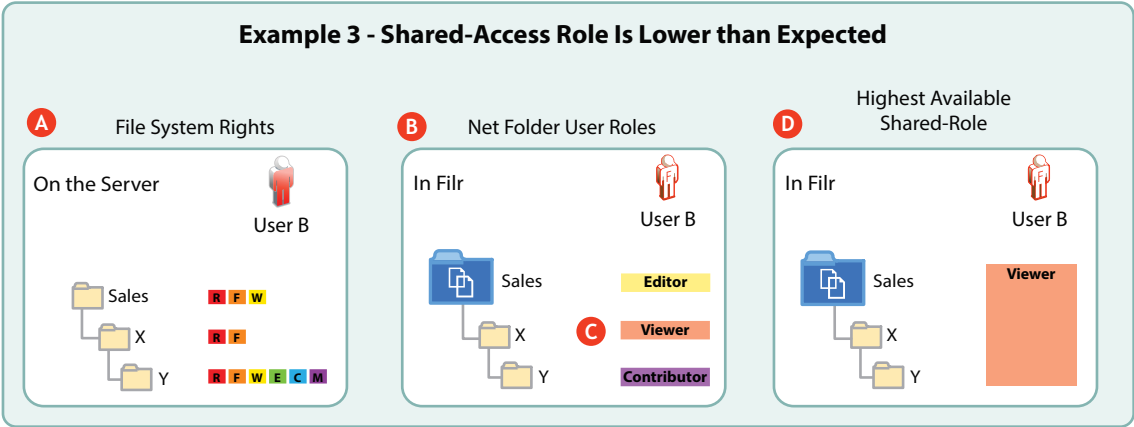 Example 3 - Shared-Access Role Is Lower than Expected
A
File System Rights
On the Server
User B
Sales
R F W
X
R F
Y
R F W E C M
B
Net Folder User Roles
In Filr
F
User B
Sales
Editor
C
X
Viewer
Y
Contributor
D
Highest Available
Shared-Role
In Filr
F
User B
Sales
Viewer
X
Y